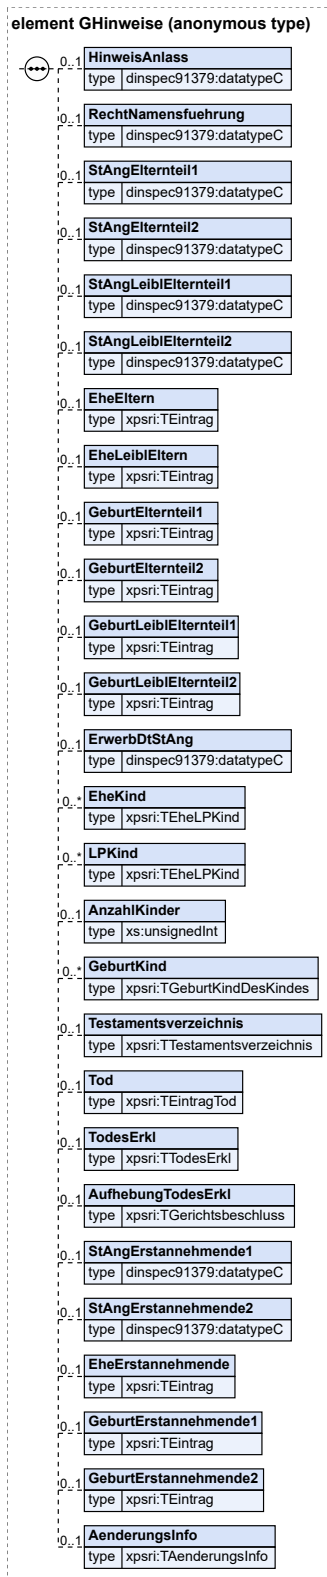 element GHinweise (anonymous type)
0..1 HinweisAnlass
type dinspec91379:datatypeC
0..1 RechtNamensfuehrung
type dinspec91379:datatypeC
0..1 StAngElternteil1
type dinspec91379:datatypeC
0..1 StAngElternteil2
type dinspec91379:datatypeC
0..1 StAngLeiblElternteil1
type dinspec91379:datatypeC
0..1 StAngLeiblElternteil2
type dinspec91379:datatypeC
0..1 EheEltern
type xpsri:TEintrag
0..1 EheLeiblEltern
type xpsri:TEintrag
0..1 GeburtElternteil1
type xpsri:TEintrag
0..1 GeburtElternteil2
type xpsri:TEintrag
0..1 GeburtLeiblElternteil1
type xpsri:TEintrag
0..1 GeburtLeiblElternteil2
type xpsri:TEintrag
0..1 ErwerbDtStAng
type dinspec91379:datatypeC
0..* EheKind
type xpsri:TEheLPKind
0..* LPKind
type xpsri:TEheLPKind
0..1 AnzahlKinder
type xs:unsignedInt
0..* GeburtKind
type xpsri:TGeburtKindDesKindes
0..1 Testamentsverzeichnis
type xpsri:TTestamentsverzeichnis
0..1 Tod
type xpsri:TEintragTod
0..1 TodesErkl
type xpsri:TTodesErkl
0..1 AufhebungTodesErkl
type xpsri:TGerichtsbeschluss
0..1 StAngErstannehmende1
type dinspec91379:datatypeC
0..1 StAngErstannehmende2
type dinspec91379:datatypeC
0..1 EheErstannehmende
type xpsri:TEintrag
0..1 GeburtErstannehmende1
type xpsri:TEintrag
0..1 GeburtErstannehmende2
type xpsri:TEintrag
0..1 AenderungsInfo
type xpsri:TAenderungsInfo